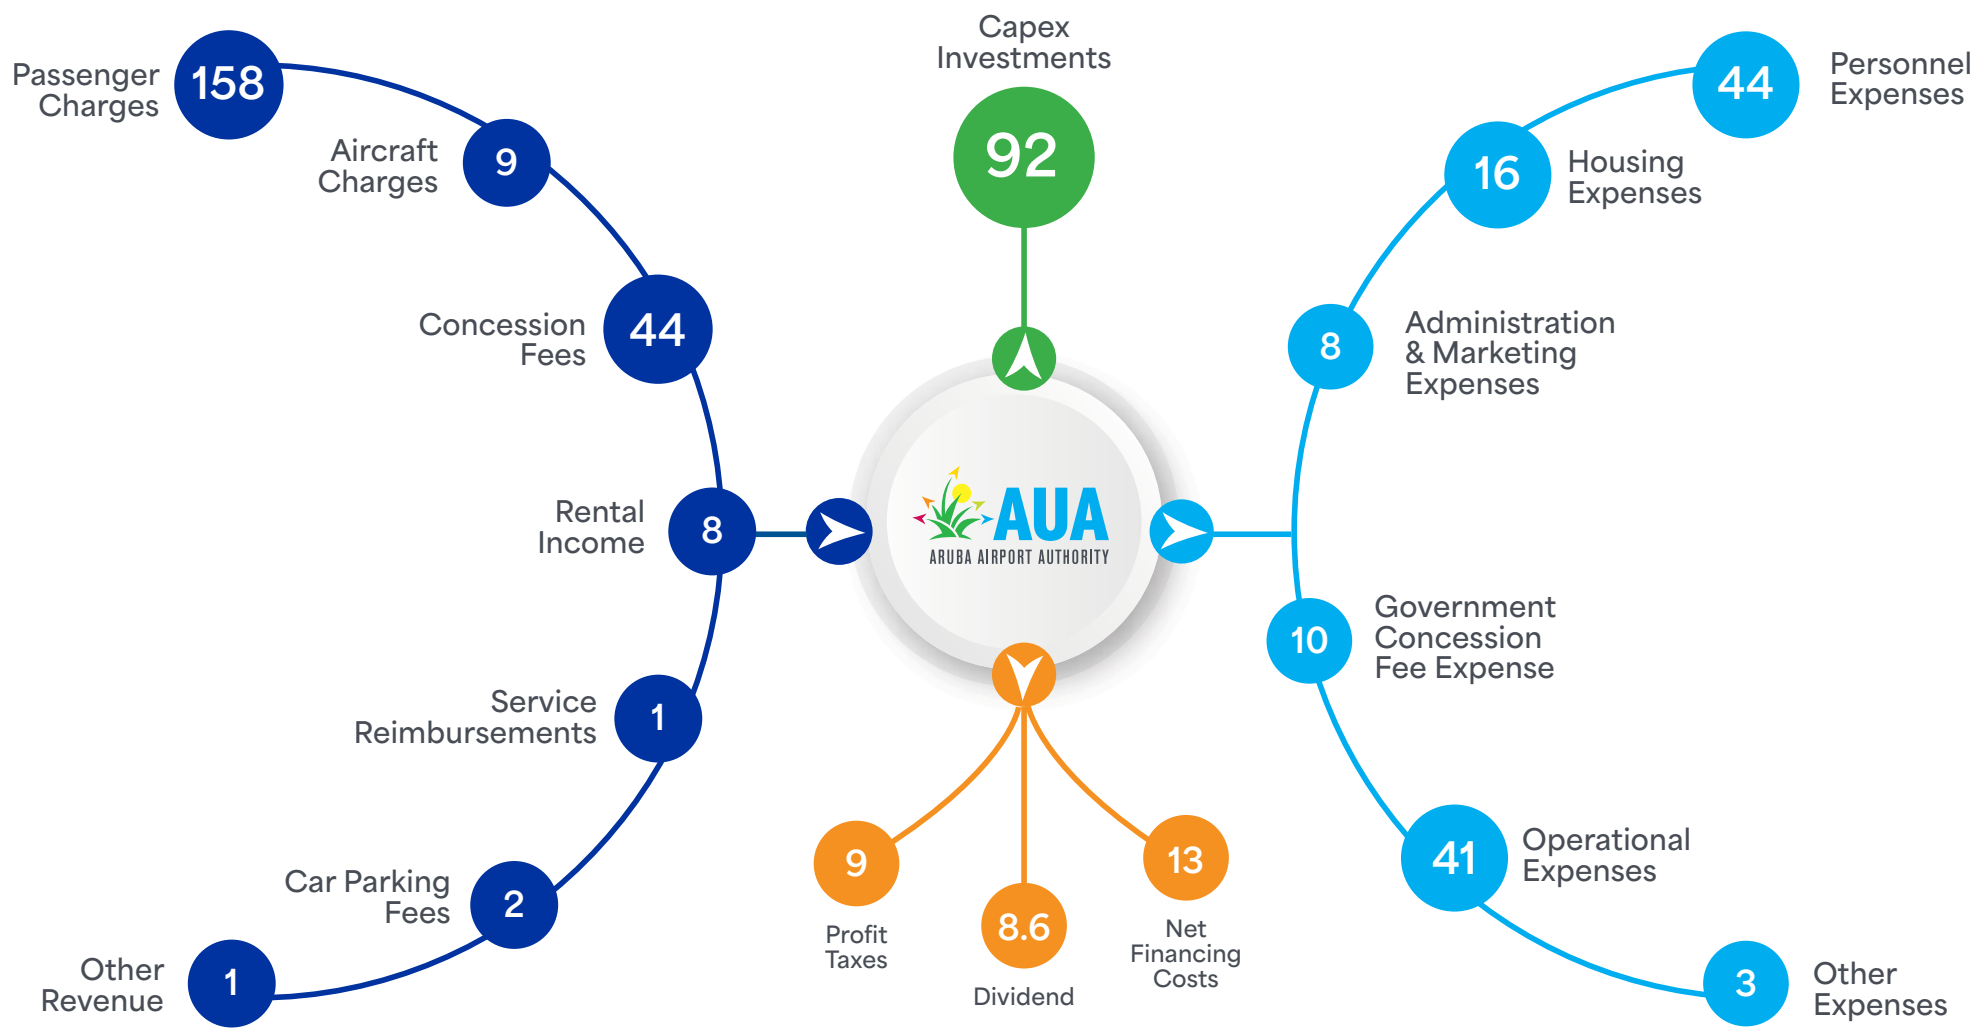 Passenger
Charges
158
Aircraft
Charges
9
Concession
Fees
44
Rental
Income
8
Service
Reimbursements
1
Car Parking
Fees
2
Other
Revenue
1
Capex
Investments
92
AUA
ARUBA AIRPORT AUTHORITY
9
Profit
Taxes
8.6
Dividend
13
Net
Financing
Costs
44
Personnel
Expenses
16
Housing
Expenses
8
Administration
& Marketing
Expenses
10
Government
Concession
Fee Expense
41
Operational
Expenses
3
Other
Expenses